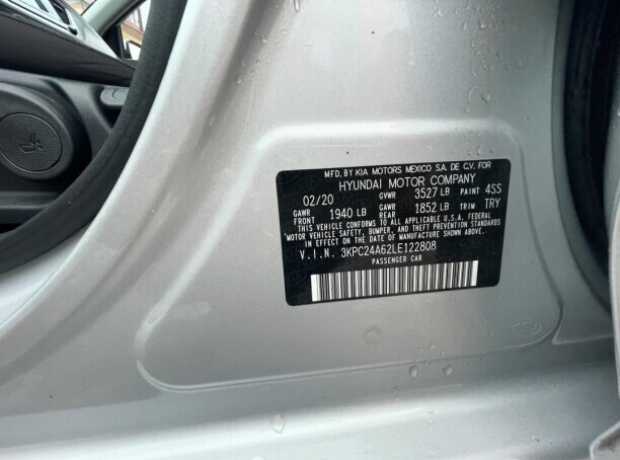 MFD. BY KIA MOTORS MEXICO S.A. DE C.V. FOR
HYUNDAI MOTOR COMPANY
02/20 GVWR 3527 LB PAINT 4SS
GAWR FRONT 1940 LB GAWR REAR 1852 LB TRIM TRY
THIS VEHICLE CONFORMS TO ALL APPLICABLE U.S.A. FEDERAL
MOTOR VEHICLE SAFETY, BUMPER, AND THEFT PREVENTION STANDARDS
IN EFFECT ON THE DATE OF MANUFACTURE SHOWN ABOVE.
V.I.N. 3KPC24A62LE122808
PASSENGER CAR